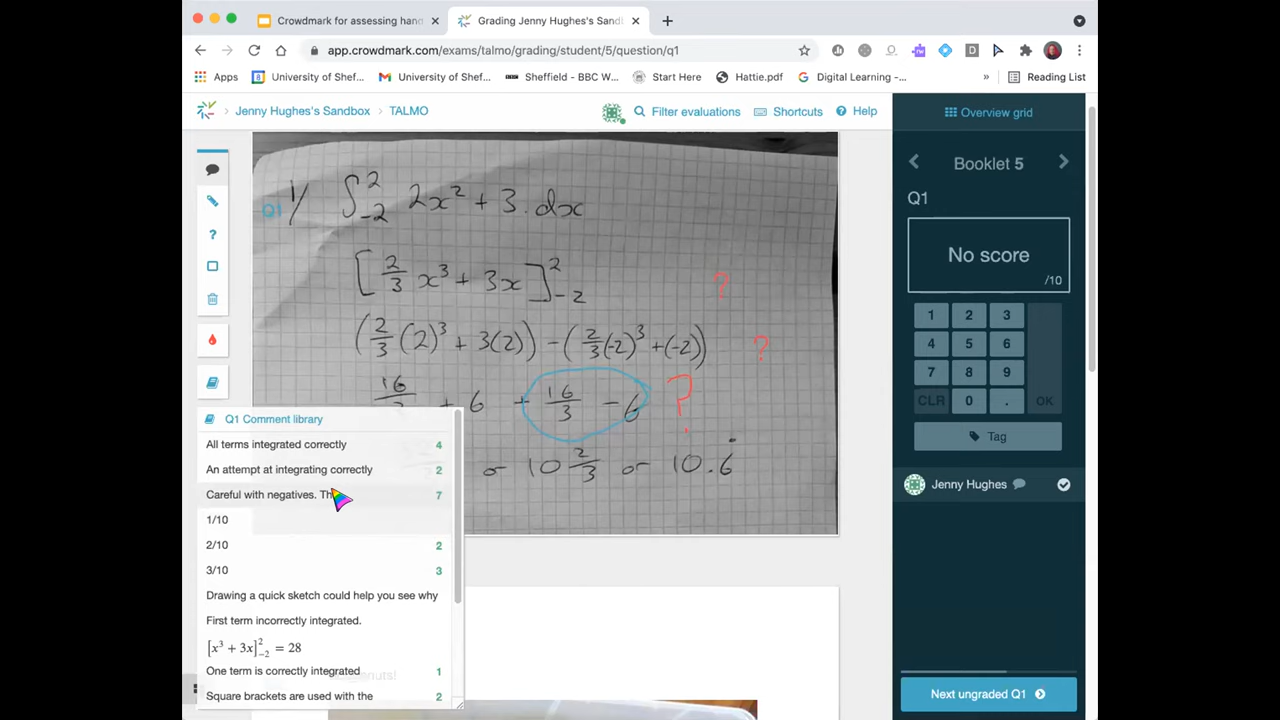 Crowdmark for assessing hand
Grading Jenny Hughes's Sandb
app.crowdmark.com/exams/talmo/grading/student/5/question/q1
Apps
University of Shef...
University of Shef...
Sheffield - BBC W...
Start Here
Hattie.pdf
Digital Learning -...
»
Reading List
Jenny Hughes's Sandbox
TALMO
Filter evaluations
Shortcuts
Help
Q1 1/ ∫₋₂² 2x² + 3 . dx
[2/3 x³ + 3x]²₋₂ ?
(2/3 (2)³ + 3(2)) - (2/3(-2)³ +(-2)) ?
16 + 6 + 16/3 - 6 ?
or 10 2/3 or 10.6̇
Q1 Comment library
All terms integrated correctly 4
An attempt at integrating correctly 2
Careful with negatives. Th 7
1/10
2/10 2
3/10 3
Drawing a quick sketch could help you see why
First term incorrectly integrated.
[x³ + 3x]²₋₂ = 28
One term is correctly integrated 1
Square brackets are used with the 2
Overview grid
Booklet 5
Q1
No score
/10
1 2 3
4 5 6
7 8 9
CLR 0 . OK
Tag
Jenny Hughes
Next ungraded Q1